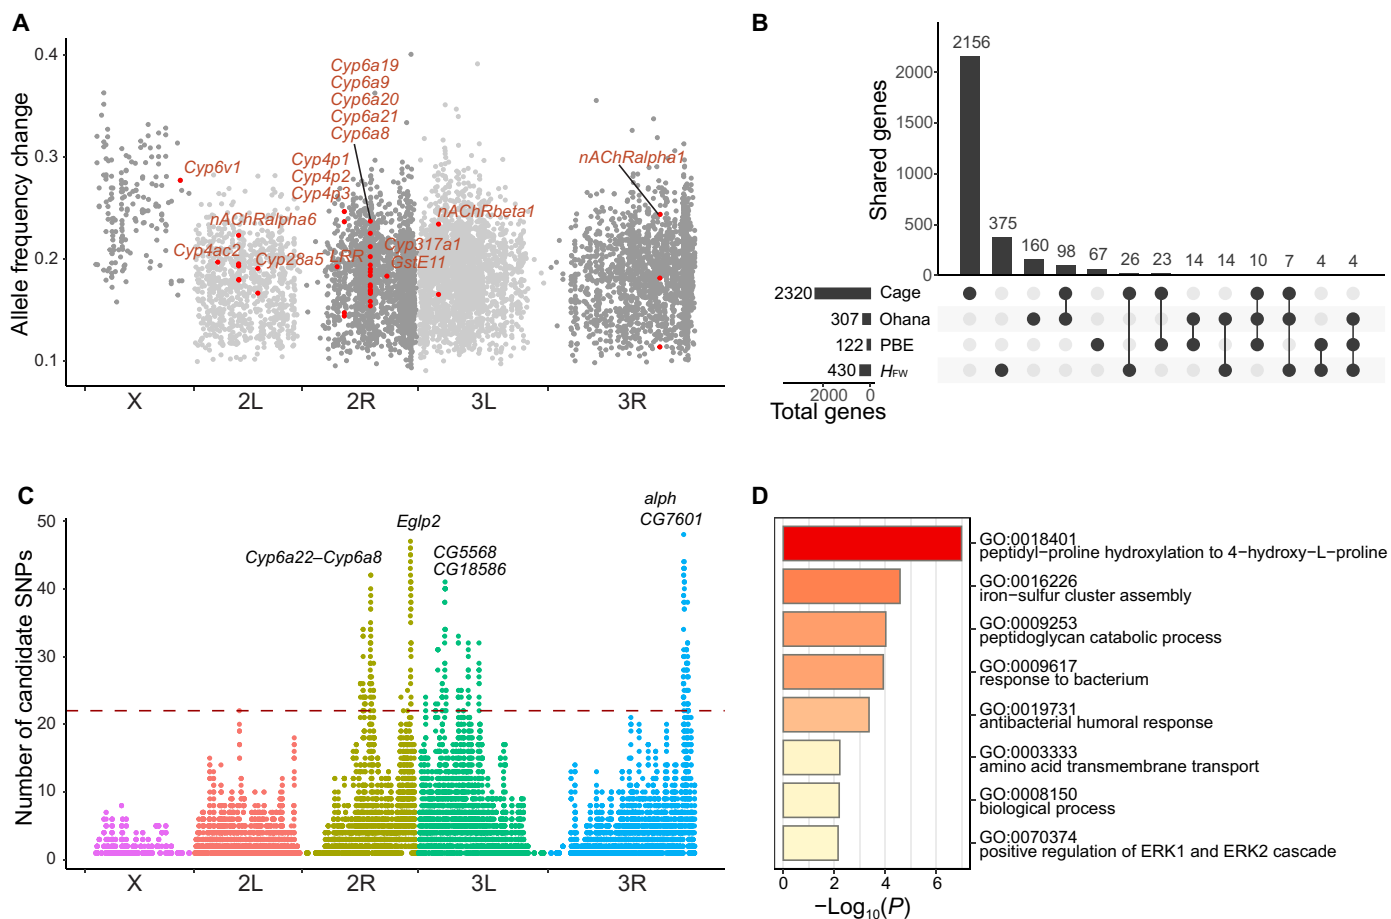 A
Allele frequency change
0.4
0.3
0.2
0.1
Cyp6a19
Cyp6a9
Cyp6a20
Cyp6a21
Cyp6a8
Cyp6v1
Cyp4p1
Cyp4p2
Cyp4p3
nAChRalpha1
nAChRalpha6
nAChRbeta1
Cyp4ac2
Cyp28a5
LRR
Cyp317a1
GstE11
X 2L 2R 3L 3R
B
Shared genes
2000
1500
1000
500
0
2156 375 160 98 67 26 23 14 14 10 7 4 4
2320 Cage
307 Ohana
122 PBE
430 HFW
2000 0
Total genes
C
Number of candidate SNPs
50
40
30
20
10
0
Cyp6a22–Cyp6a8
Eglp2
CG5568
CG18586
alph
CG7601
X 2L 2R 3L 3R
D
GO:0018401
peptidyl−proline hydroxylation to 4−hydroxy−L−proline
GO:0016226
iron−sulfur cluster assembly
GO:0009253
peptidoglycan catabolic process
GO:0009617
response to bacterium
GO:0019731
antibacterial humoral response
GO:0003333
amino acid transmembrane transport
GO:0008150
biological process
GO:0070374
positive regulation of ERK1 and ERK2 cascade
0 2 4 6
−Log10(P)